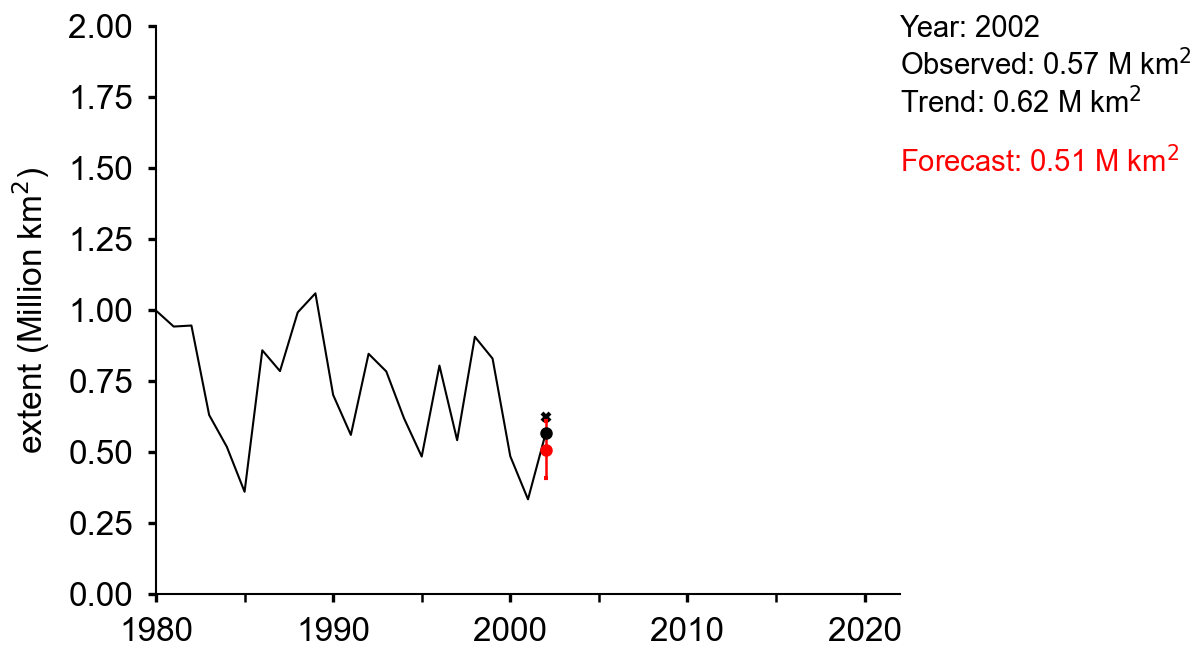 2.00
1.75
1.50
1.25
1.00
0.75
0.50
0.25
0.00
extent (Million km²)
1980
1990
2000
2010
2020
Year: 2002
Observed: 0.57 M km²
Trend: 0.62 M km²
Forecast: 0.51 M km²